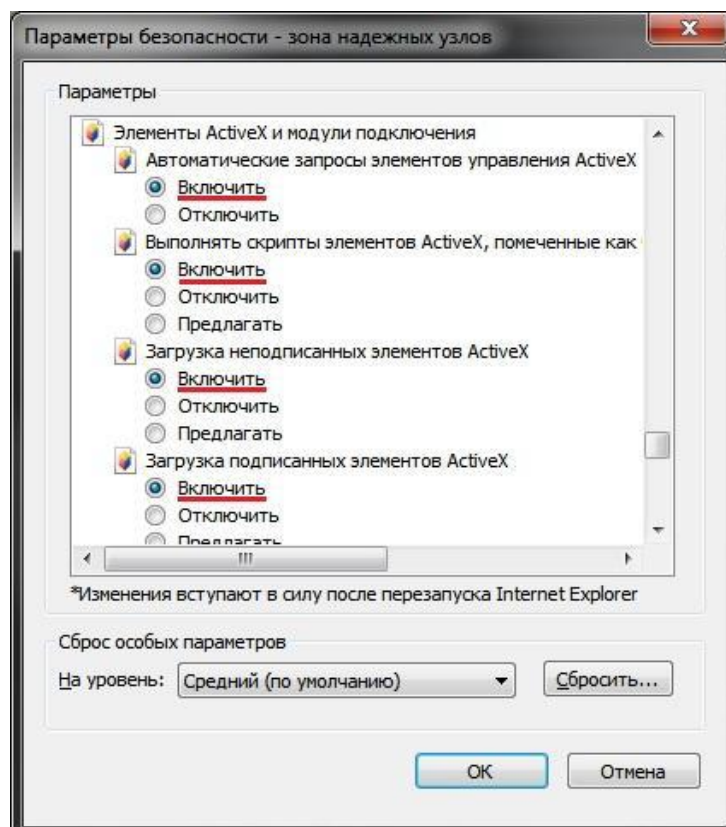 Параметры безопасности - зона надежных узлов
Параметры
Элементы ActiveX и модули подключения
Автоматические запросы элементов управления ActiveX
Включить
Отключить
Выполнять скрипты элементов ActiveX, помеченные как
Включить
Отключить
Предлагать
Загрузка неподписанных элементов ActiveX
Включить
Отключить
Предлагать
Загрузка подписанных элементов ActiveX
Включить
Отключить
Предлагать
*Изменения вступают в силу после перезапуска Internet Explorer
Сброс особых параметров
На уровень: Средний (по умолчанию) Сбросить...
ОК Отмена